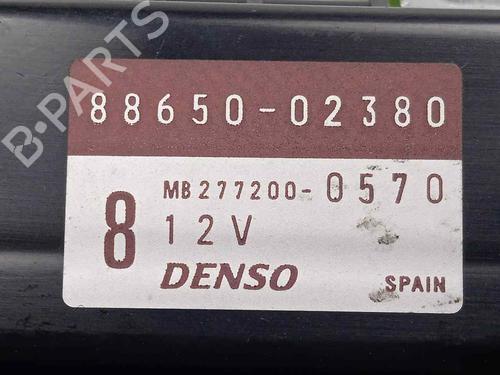 88650-02380
MB277200-0570
8
12V
DENSO
SPAIN
B-PARTS